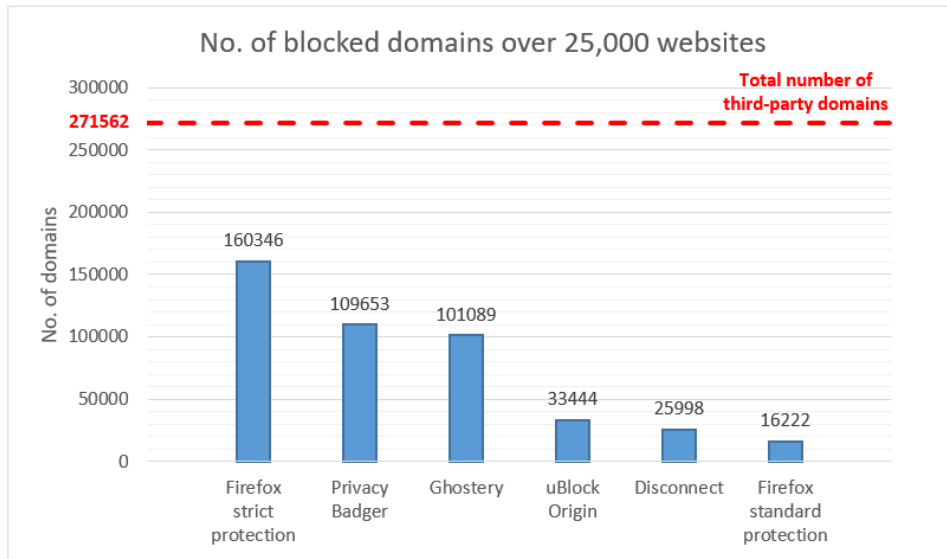 No. of blocked domains over 25,000 websites
Total number of
third-party domains
300000
271562
250000
200000
150000
100000
50000
0
No. of domains
160346
109653
101089
33444
25998
16222
Firefox
strict
protection
Privacy
Badger
Ghostery
uBlock
Origin
Disconnect
Firefox
standard
protection